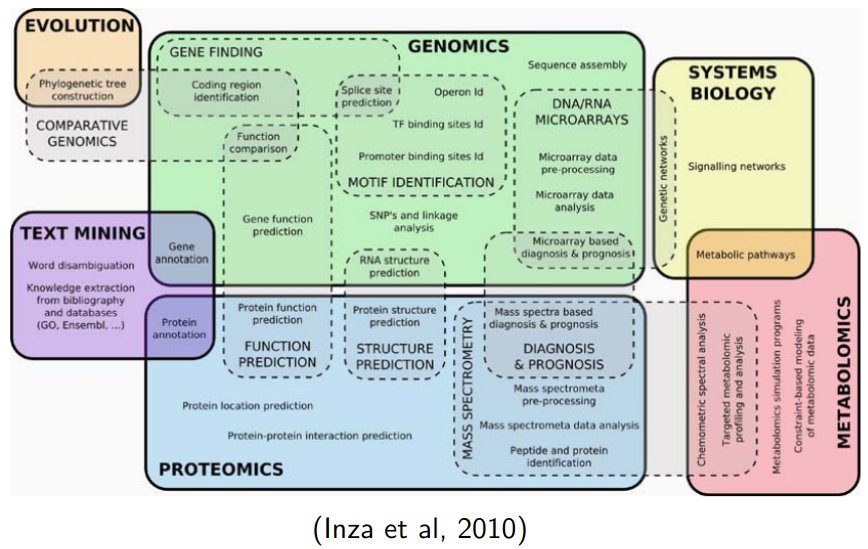 EVOLUTION
Phylogenetic tree
construction
COMPARATIVE
GENOMICS
GENE FINDING
Coding region
identification
Splice site
prediction
Function
comparison
GENOMICS
Sequence assembly
Operon Id
TF binding sites Id
Promoter binding sites Id
MOTIF IDENTIFICATION
DNA/RNA
MICROARRAYS
Microarray data
pre-processing
Microarray data
analysis
Microarray based
diagnosis & prognosis
Genetic networks
SYSTEMS
BIOLOGY
Signalling networks
Metabolic pathways
Gene function
prediction
SNP's and linkage
analysis
RNA structure
prediction
TEXT MINING
Word disambiguation
Knowledge extraction
from bibliography
and databases
(GO, Ensembl, ...)
Gene
annotation
Protein
annotation
Protein function
prediction
FUNCTION
PREDICTION
Protein structure
prediction
STRUCTURE
PREDICTION
MASS SPECTROMETRY
Mass spectra based
diagnosis & prognosis
DIAGNOSIS
& PROGNOSIS
Mass spectrometa
pre-processing
Mass spectrometa data analysis
Peptide and protein
identification
Protein location prediction
Protein-protein interaction prediction
PROTEOMICS
Chemometric spectral analysis
Targeted metabolomic
profiling and analysis
Metabolomics simulation programs
Constraint-based modeling
of metabolomic data
METABOLOMICS
(Inza et al, 2010)